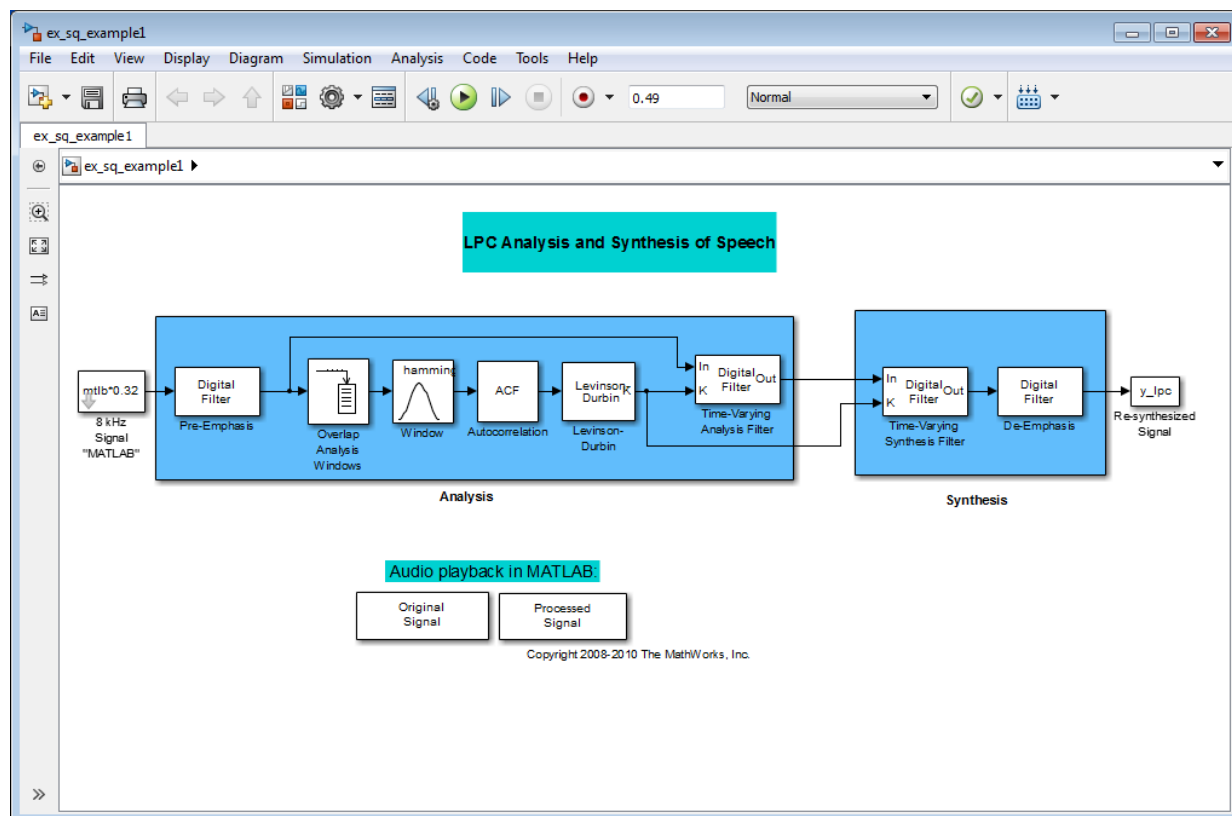 ex_sq_example1
File Edit View Display Diagram Simulation Analysis Code Tools Help
0.49 Normal
ex_sq_example1
ex_sq_example1
LPC Analysis and Synthesis of Speech
mtlb*0.32
8 kHz
Signal
"MATLAB"
Digital
Filter
Pre-Emphasis
Overlap
Analysis
Windows
hamming
Window
ACF
Autocorrelation
Levinson
Durbin
K
Levinson-
Durbin
In
K
Digital
Filter
Out
Time-Varying
Analysis Filter
Analysis
In
K
Digital
Filter
Out
Time-Varying
Synthesis Filter
Digital
Filter
De-Emphasis
Synthesis
y_lpc
Re-synthesized
Signal
Audio playback in MATLAB:
Original
Signal
Processed
Signal
Copyright 2008-2010 The MathWorks, Inc.